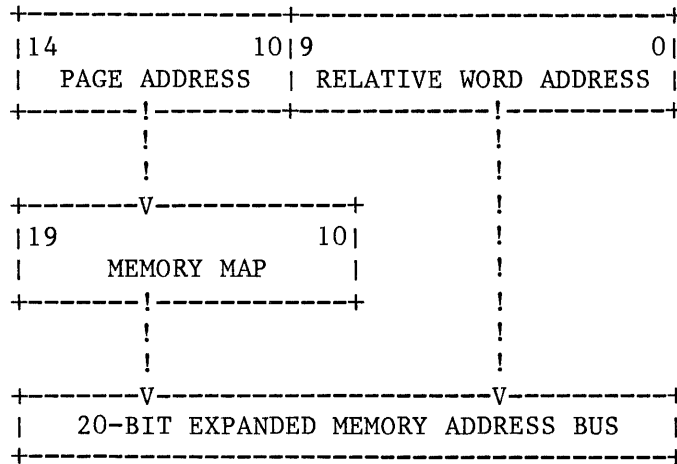 14 10 9 0
PAGE ADDRESS RELATIVE WORD ADDRESS
19 10
MEMORY MAP
20-BIT EXPANDED MEMORY ADDRESS BUS